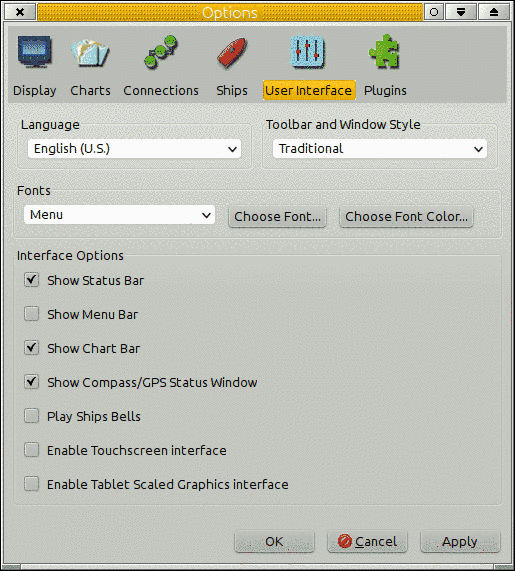 Options
Display Charts Connections Ships User Interface Plugins
Language
English (U.S.)
Toolbar and Window Style
Traditional
Fonts
Menu Choose Font... Choose Font Color...
Interface Options
Show Status Bar
Show Menu Bar
Show Chart Bar
Show Compass/GPS Status Window
Play Ships Bells
Enable Touchscreen interface
Enable Tablet Scaled Graphics interface
OK Cancel Apply